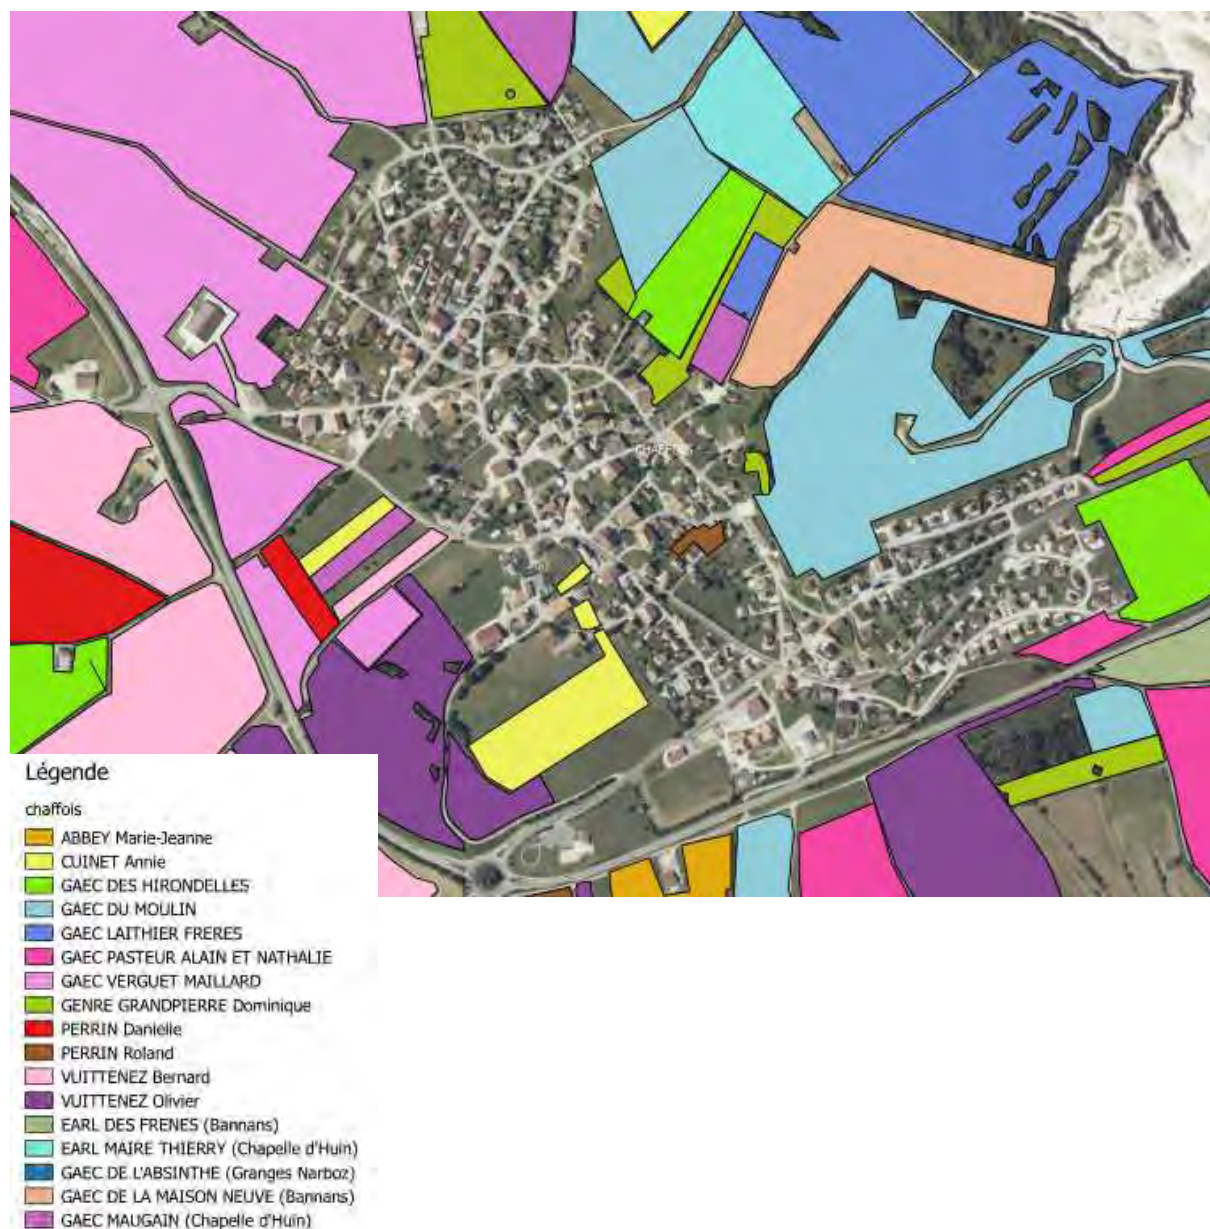 Légende
chaffois
ABBEY Marie-Jeanne
CUINET Annie
GAEC DES HIRONDELLES
GAEC DU MOULIN
GAEC LAITHIER FRERES
GAEC PASTEUR ALAIN ET NATHALIE
GAEC VERGUET MAILLARD
GENRE GRANDPIERRE Dominique
PERRIN Danielle
PERRIN Roland
VUITTENEZ Bernard
VUITTENEZ Olivier
EARL DES FRENES (Bannans)
EARL MAIRE THIERRY (Chapelle d'Huin)
GAEC DE L'ABSINTHE (Granges Narboz)
GAEC DE LA MAISON NEUVE (Bannans)
GAEC MAUGAIN (Chapelle d'Huin)